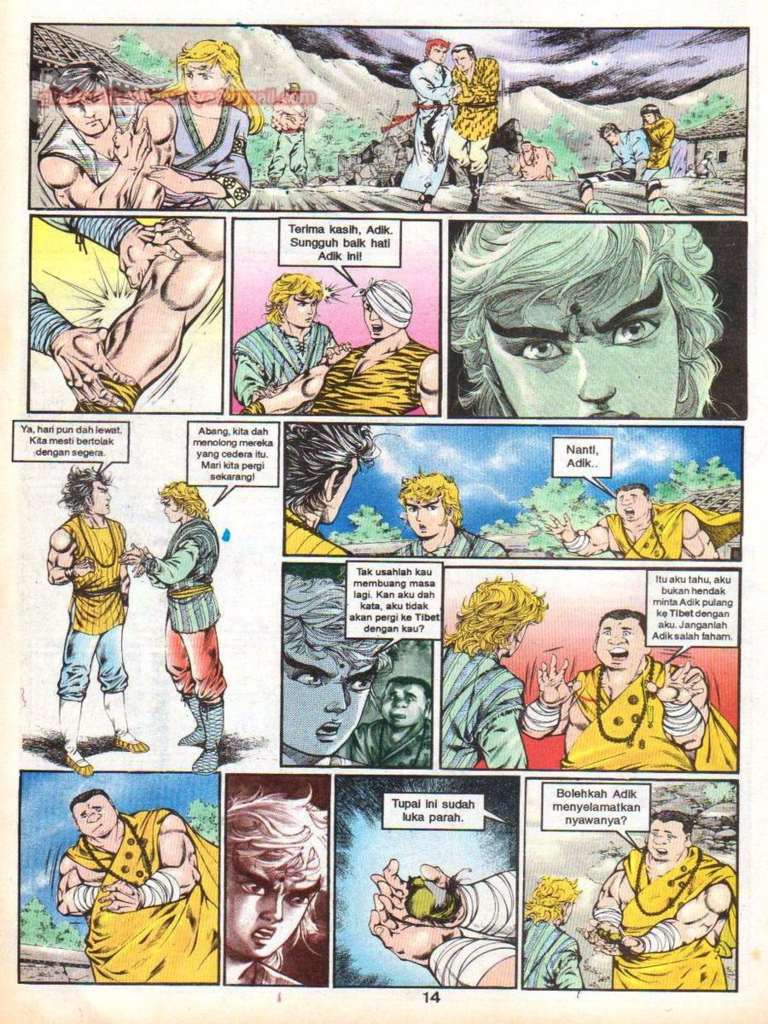 Terima kasih, Adik.
Sungguh baik hati
Adik ini!
Ya, hari pun dah lewat.
Kita mesti bertolak
dengan segera.
Abang, kita dah
menolong mereka
yang cedera itu.
Mari kita pergi
sekarang!
Nanti,
Adik..
Tak usahlah kau
membuang masa
lagi. Kan aku dah
kata, aku tidak
akan pergi ke Tibet
dengan kau?
Itu aku tahu, aku
bukan hendak
minta Adik pulang
ke Tibet dengan
aku. Janganlah
Adik salah faham.
Tupai ini sudah
luka parah.
Bolehkah Adik
menyelamatkan
nyawanya?
14